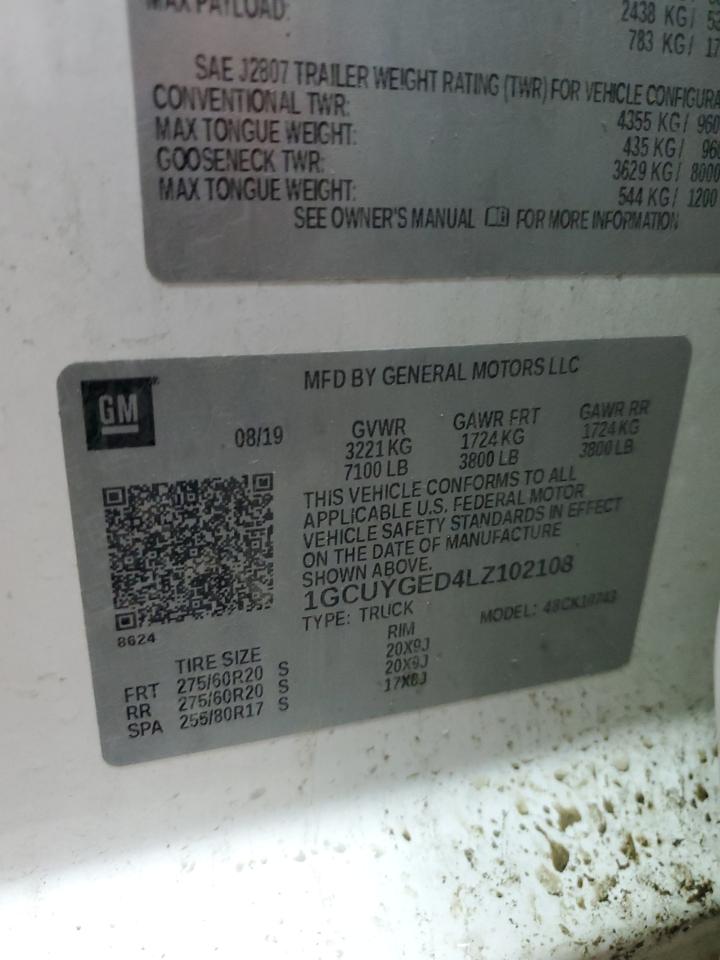 MAX PAYLOAD:
2438 KG/ 53
783 KG/ 17
SAE J2807 TRAILER WEIGHT RATING (TWR) FOR VEHICLE CONFIGURA
CONVENTIONAL TWR: 4355 KG/ 960
MAX TONGUE WEIGHT: 435 KG/ 960
GOOSENECK TWR: 3629 KG/ 8000
MAX TONGUE WEIGHT: 544 KG/ 1200
SEE OWNER'S MANUAL FOR MORE INFORMATION
GM
MFD BY GENERAL MOTORS LLC
08/19 GVWR GAWR FRT GAWR RR
3221 KG 1724 KG 1724 KG
7100 LB 3800 LB 3800 LB
THIS VEHICLE CONFORMS TO ALL
APPLICABLE U.S. FEDERAL MOTOR
VEHICLE SAFETY STANDARDS IN EFFECT
ON THE DATE OF MANUFACTURE
SHOWN ABOVE.
1GCUYGED4LZ102108
TYPE: TRUCK MODEL: 48CK10743
8624
TIRE SIZE RIM
FRT 275/60R20 S 20X9J
RR 275/60R20 S 20X9J
SPA 255/80R17 S 17X8J